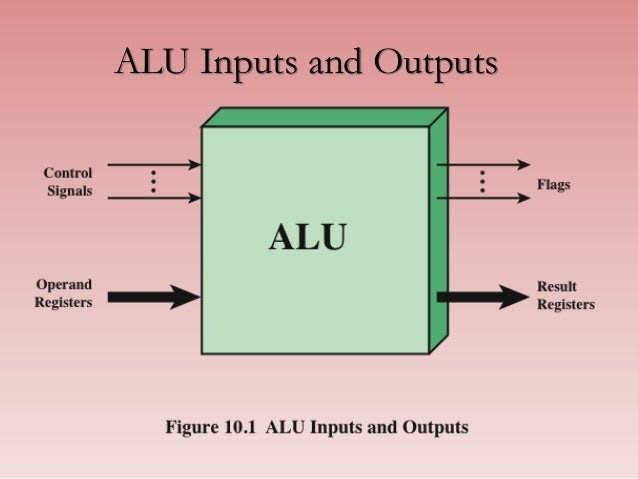 ALU Inputs and Outputs
Control
Signals
Flags
ALU
Operand
Registers
Result
Registers
Figure 10.1 ALU Inputs and Outputs